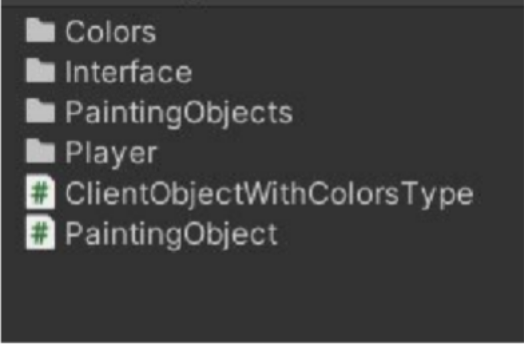 Colors
Interface
PaintingObjects
Player
# ClientObjectWithColorsType
# PaintingObject